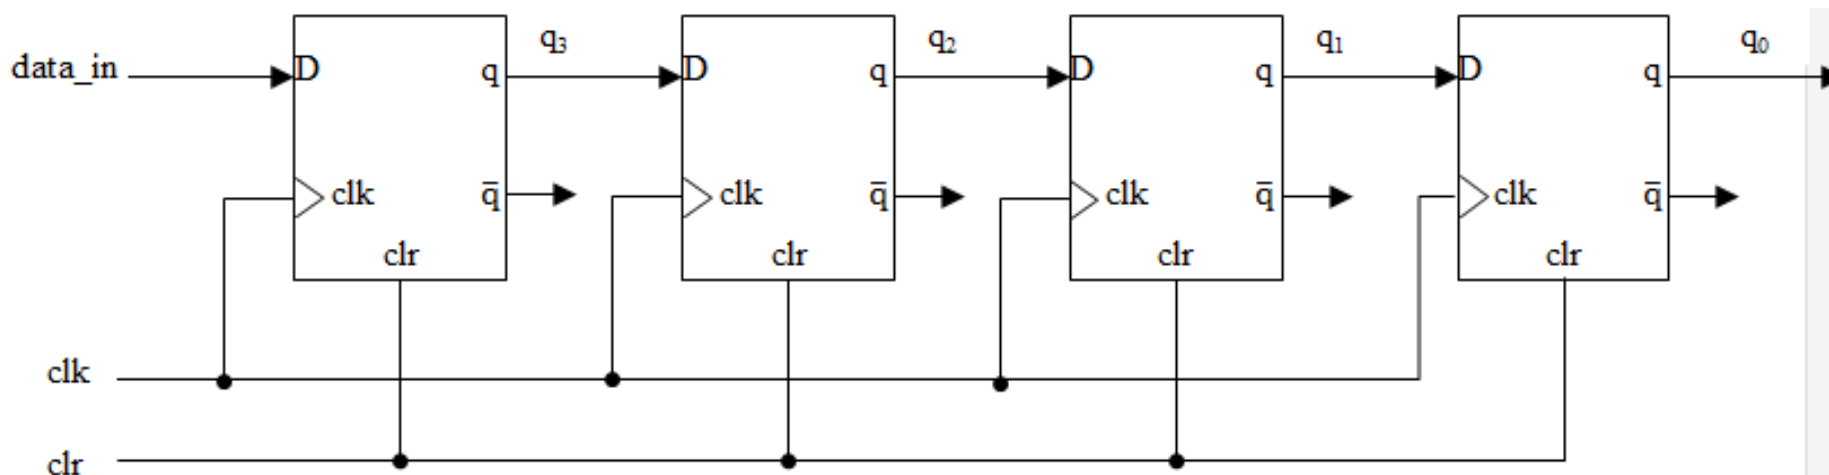 q₃ q₂ q₁ q₀
data_in D q D q D q D q
clk q̅ clk q̅ clk q̅ clk q̅
clr clr clr clr
clk
clr